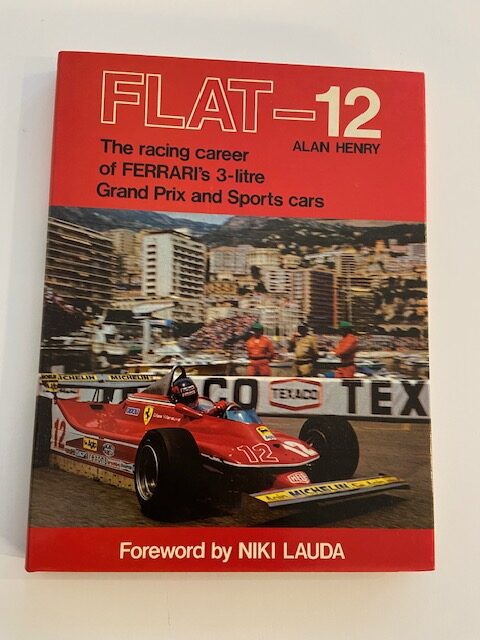 FLAT-12
ALAN HENRY
The racing career
of FERRARI's 3-litre
Grand Prix and Sports cars
MICHELIN MICHELIN
CO
TEXACO
TEX
12
12
Agip
MICHELIN
Foreword by NIKI LAUDA